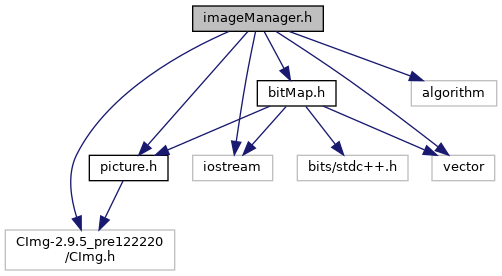 imageManager.h
bitMap.h
algorithm
picture.h
iostream
bits/stdc++.h
vector
CImg-2.9.5_pre122220
/CImg.h